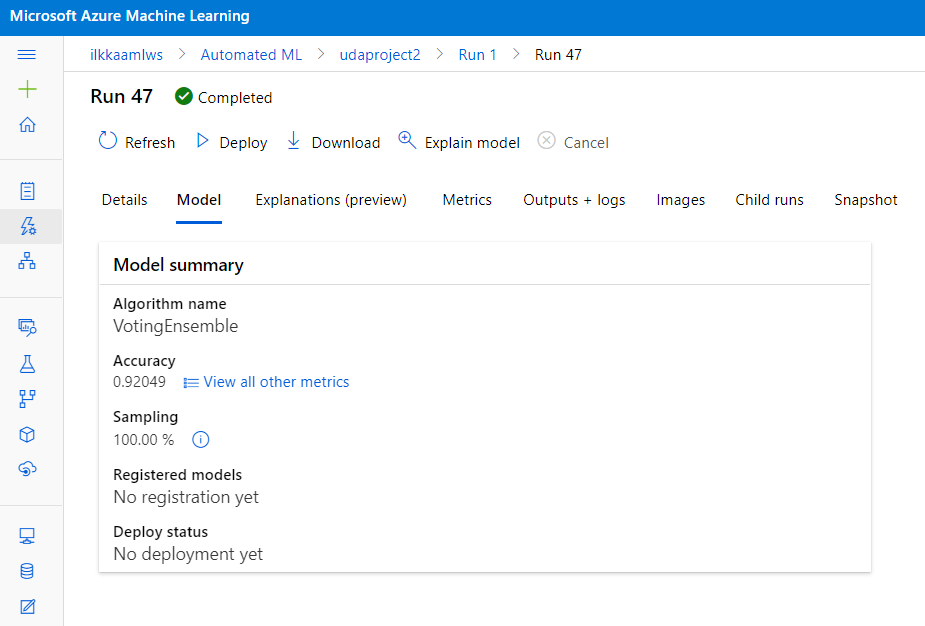 Microsoft Azure Machine Learning
ilkkaamlws > Automated ML > udaproject2 > Run 1 > Run 47
Run 47 Completed
Refresh Deploy Download Explain model Cancel
Details Model Explanations (preview) Metrics Outputs + logs Images Child runs Snapshot
Model summary
Algorithm name
VotingEnsemble
Accuracy
0.92049 View all other metrics
Sampling
100.00 %
Registered models
No registration yet
Deploy status
No deployment yet